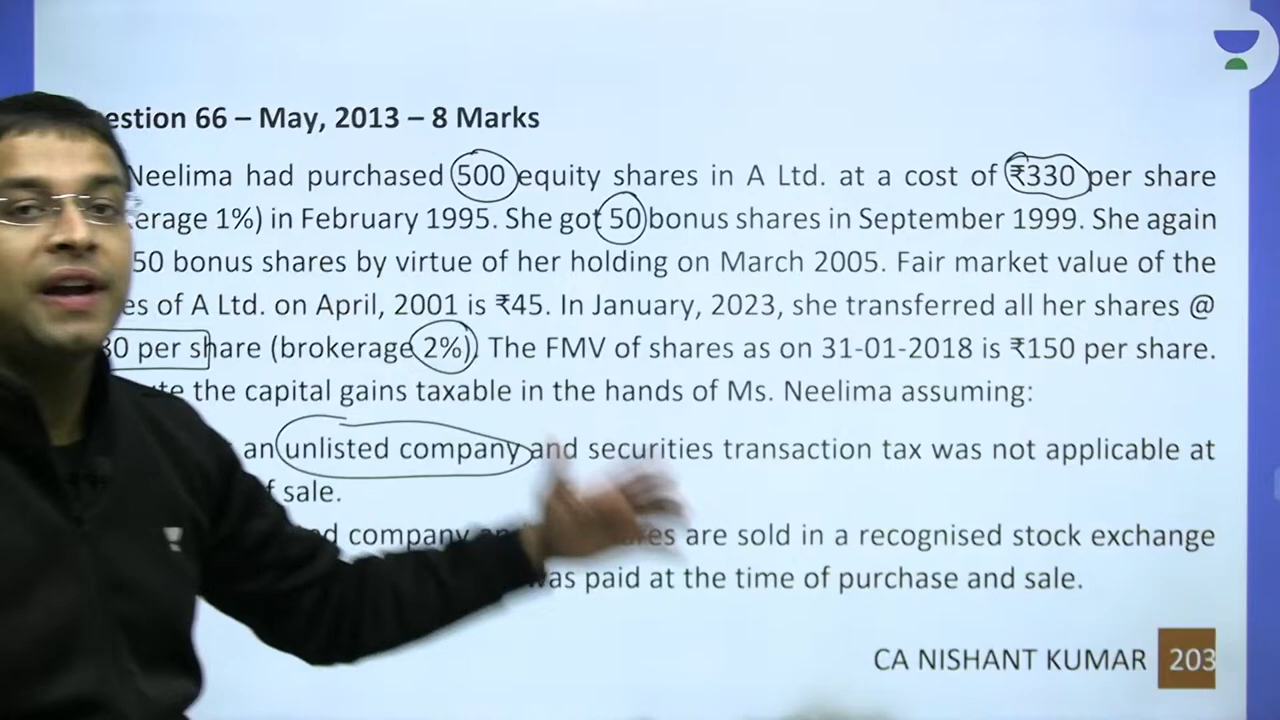 estion 66 – May, 2013 – 8 Marks
Neelima had purchased 500 equity shares in A Ltd. at a cost of ₹330 per share
erage 1%) in February 1995. She got 50 bonus shares in September 1999. She again
50 bonus shares by virtue of her holding on March 2005. Fair market value of the
es of A Ltd. on April, 2001 is ₹45. In January, 2023, she transferred all her shares @
30 per share (brokerage 2%). The FMV of shares as on 31-01-2018 is ₹150 per share.
te the capital gains taxable in the hands of Ms. Neelima assuming:
an unlisted company and securities transaction tax was not applicable at
f sale.
d company are sold in a recognised stock exchange
was paid at the time of purchase and sale.
CA NISHANT KUMAR 203